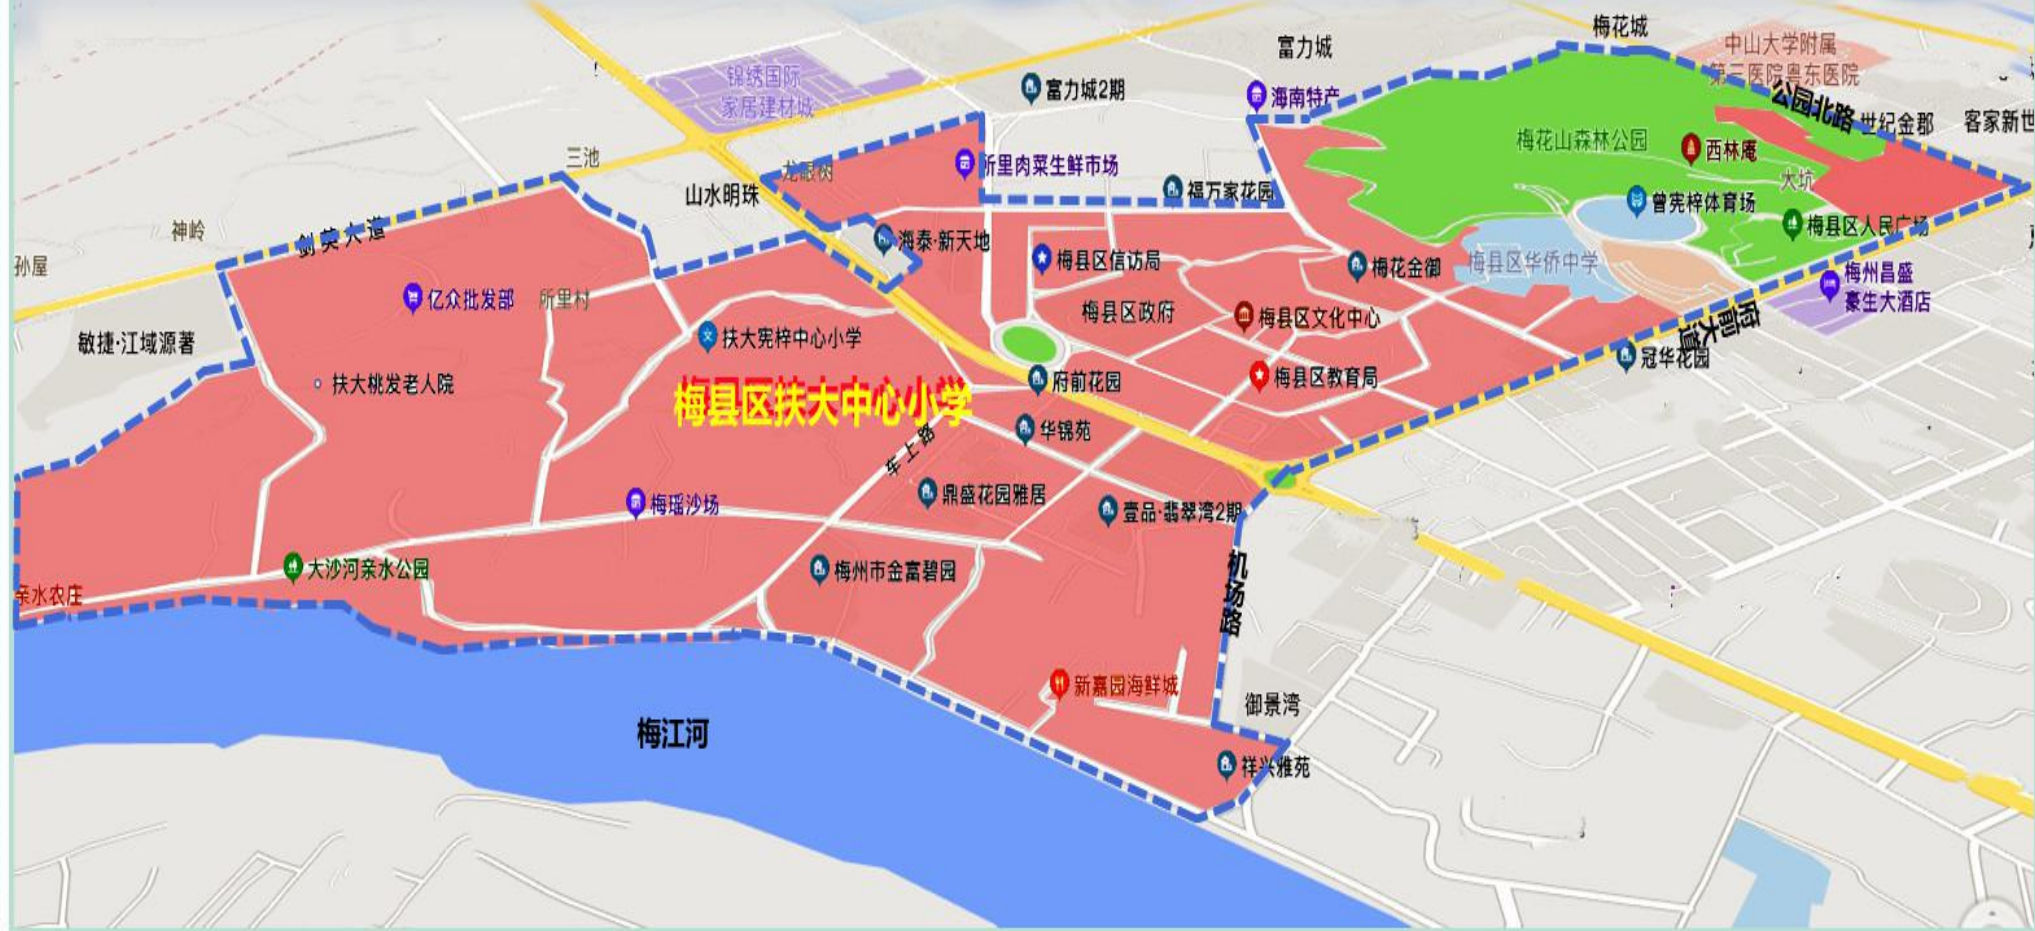 梅花城
富力城
中山大学附属
第三医院粤东医院
锦绣国际
家居建材城
富力城2期
海南特产
公园北路
世纪金郡
客家新世
梅花山森林公园
西林庵
三池
龙眼树
所里肉菜生鲜市场
山水明珠
福万家花园
大坑
曾宪梓体育场
梅县区人民广场
神岭
剑英大道
海泰·新天地
孙屋
梅县区信访局
梅花金御
梅县区华侨中学
梅州昌盛
豪生大酒店
亿众批发部
所里村
梅县区政府
梅县区文化中心
府前大道
敏捷·江域源著
扶大宪梓中心小学
冠华花园
扶大桃发老人院
府前花园
梅县区教育局
梅县区扶大中心小学
华锦苑
车上路
鼎盛花园雅居
梅瑶沙场
壹品·翡翠湾2期
大沙河亲水公园
梅州市金富碧园
机场路
亲水农庄
新嘉园海鲜城
御景湾
梅江河
祥兴雅苑